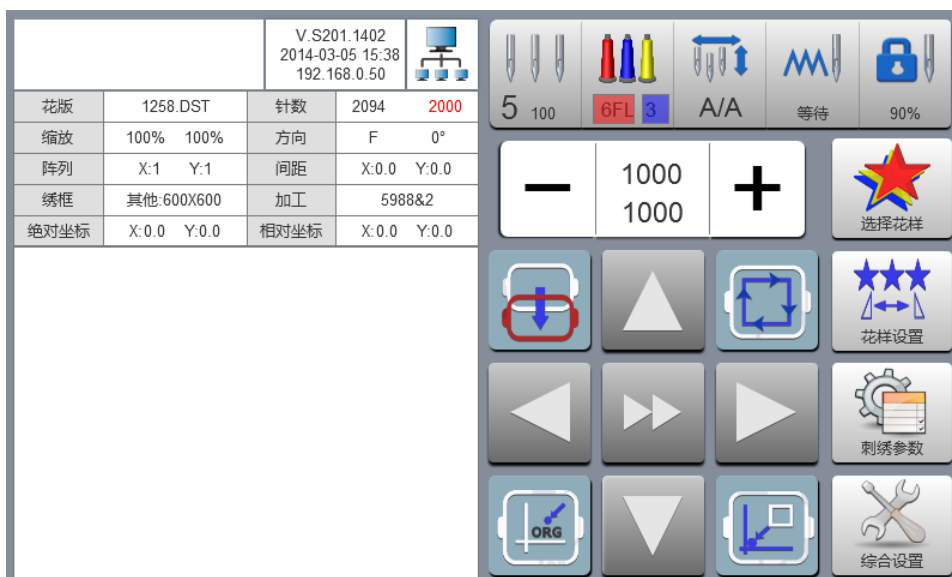 V.S201.1402
2014-03-05 15:38
192.168.0.50
花版 1258.DST 针数 2094 2000
缩放 100% 100% 方向 F 0°
阵列 X:1 Y:1 间距 X:0.0 Y:0.0
绣框 其他:600X600 加工 5988&2
绝对坐标 X:0.0 Y:0.0 相对坐标 X:0.0 Y:0.0
5 100 6FL 3 A/A 等待 90%
1000
1000
选择花样
花样设置
刺绣参数
ORG
综合设置